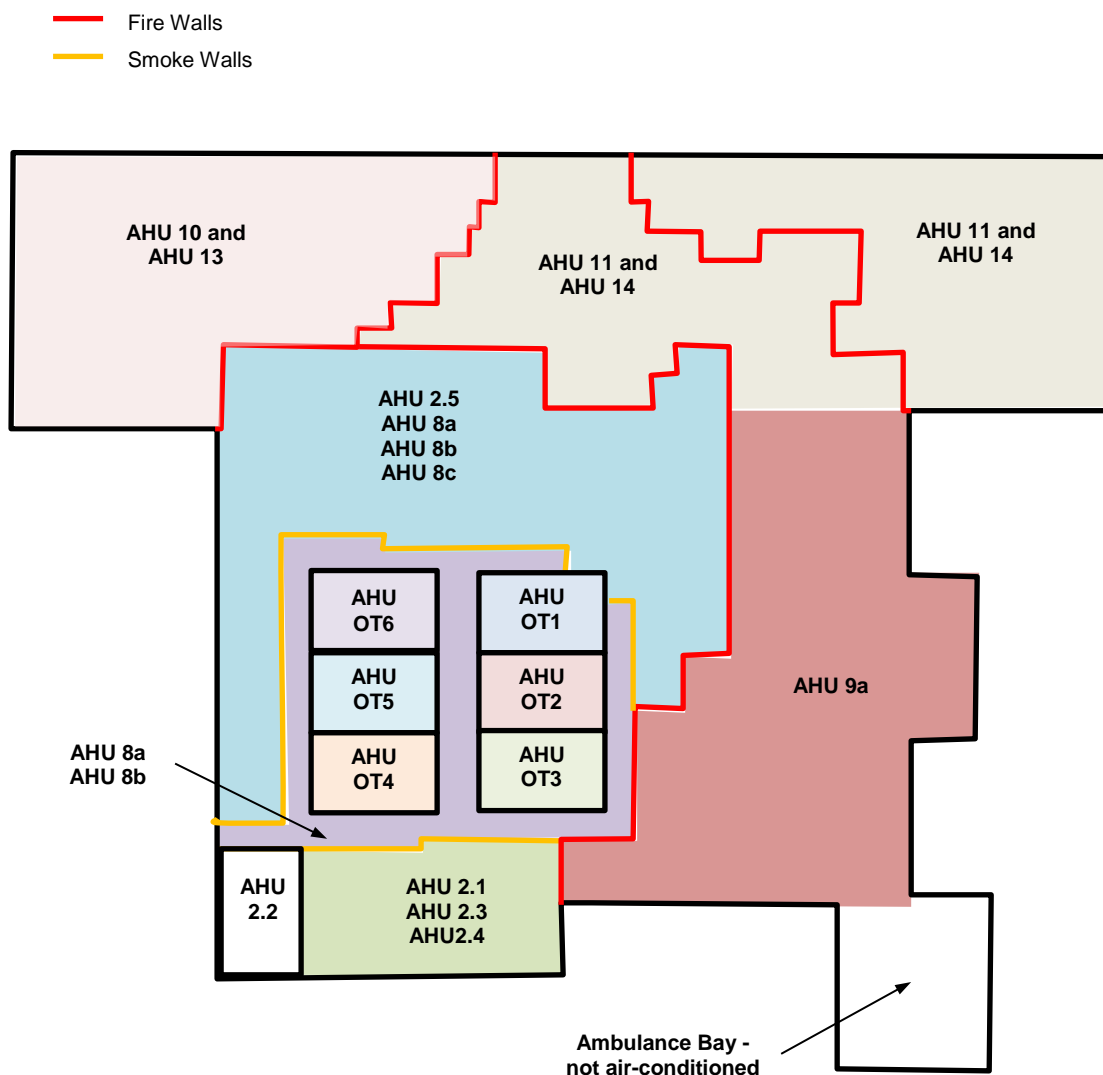 Fire Walls
Smoke Walls
AHU 10 and
AHU 13
AHU 11 and
AHU 14
AHU 11 and
AHU 14
AHU 2.5
AHU 8a
AHU 8b
AHU 8c
AHU
OT6
AHU
OT1
AHU
OT5
AHU
OT2
AHU
OT4
AHU
OT3
AHU 9a
AHU 8a
AHU 8b
AHU
2.2
AHU 2.1
AHU 2.3
AHU2.4
Ambulance Bay -
not air-conditioned